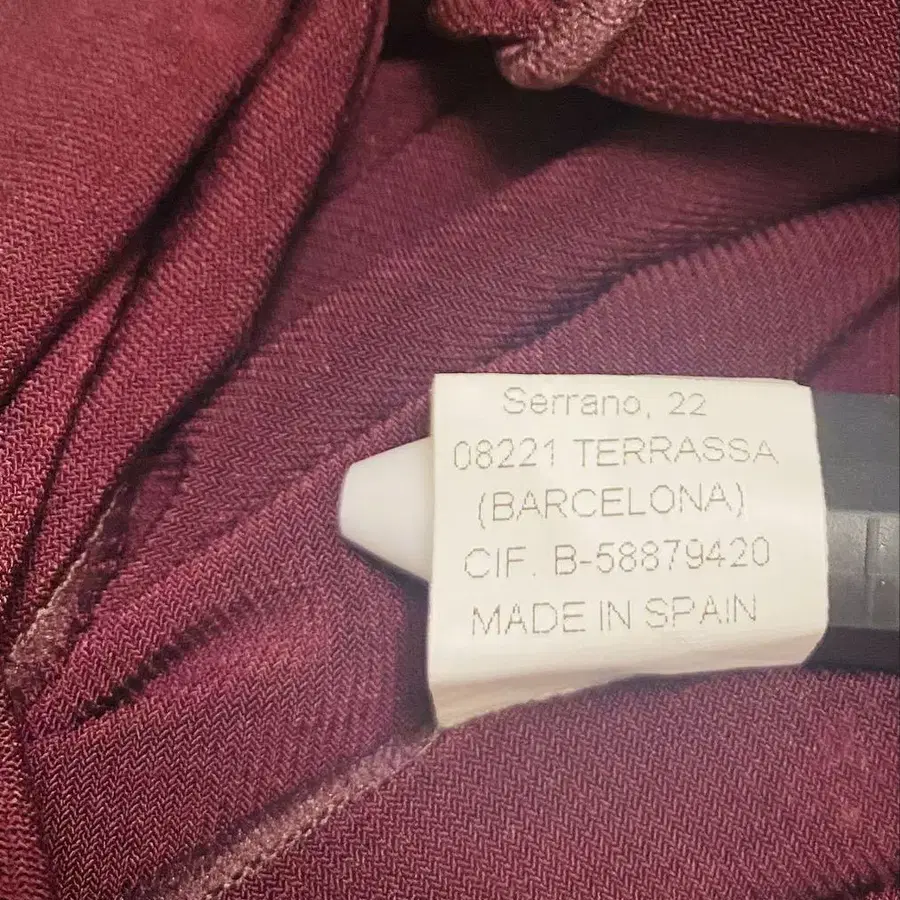 Serrano, 22
08221 TERRASSA
(BARCELONA)
CIF. B-58879420
MADE IN SPAIN